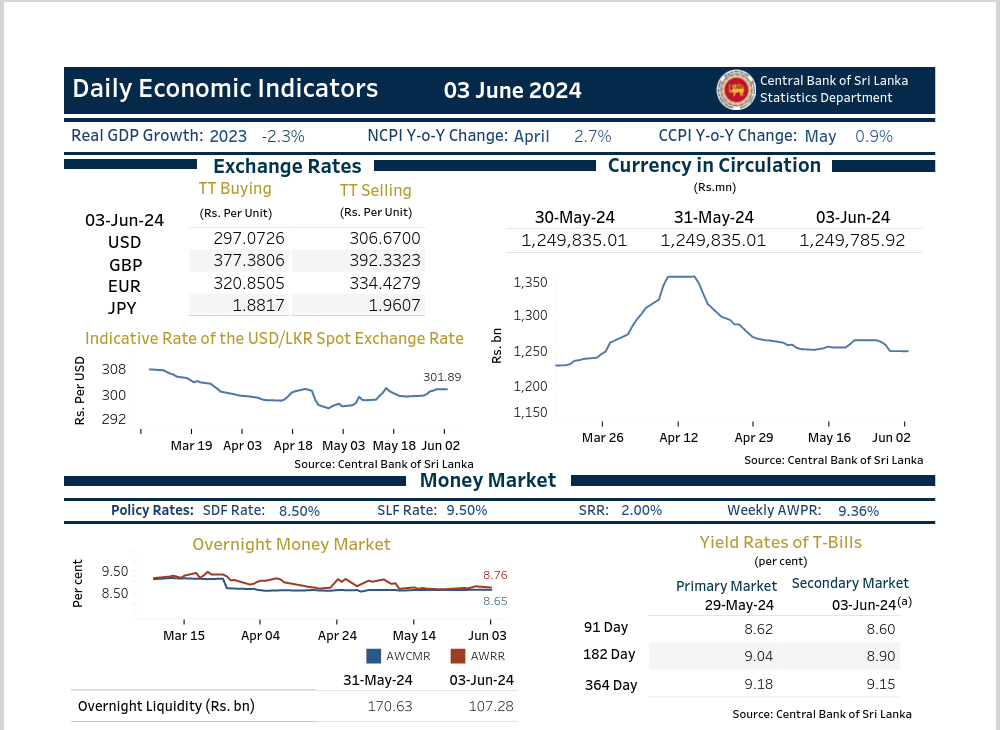 Daily Economic Indicators 03 June 2024
Central Bank of Sri Lanka
Statistics Department
Real GDP Growth: 2023 -2.3% NCPI Y-o-Y Change: April 2.7% CCPI Y-o-Y Change: May 0.9%
Exchange Rates
TT Buying TT Selling
(Rs. Per Unit) (Rs. Per Unit)
03-Jun-24
USD 297.0726 306.6700
GBP 377.3806 392.3323
EUR 320.8505 334.4279
JPY 1.8817 1.9607
Indicative Rate of the USD/LKR Spot Exchange Rate
Rs. Per USD
308
300
292
301.89
Mar 19 Apr 03 Apr 18 May 03 May 18 Jun 02
Source: Central Bank of Sri Lanka
Currency in Circulation
(Rs.mn)
30-May-24 31-May-24 03-Jun-24
1,249,835.01 1,249,835.01 1,249,785.92
Rs. bn
1,350
1,300
1,250
1,200
1,150
Mar 26 Apr 12 Apr 29 May 16 Jun 02
Source: Central Bank of Sri Lanka
Money Market
Policy Rates: SDF Rate: 8.50% SLF Rate: 9.50% SRR: 2.00% Weekly AWPR: 9.36%
Overnight Money Market
Per cent
9.50
8.50
8.76
8.65
Mar 15 Apr 04 Apr 24 May 14 Jun 03
AWCMR AWRR
31-May-24 03-Jun-24
Overnight Liquidity (Rs. bn) 170.63 107.28
Yield Rates of T-Bills
(per cent)
Primary Market Secondary Market
29-May-24 03-Jun-24(a)
91 Day 8.62 8.60
182 Day 9.04 8.90
364 Day 9.18 9.15
Source: Central Bank of Sri Lanka